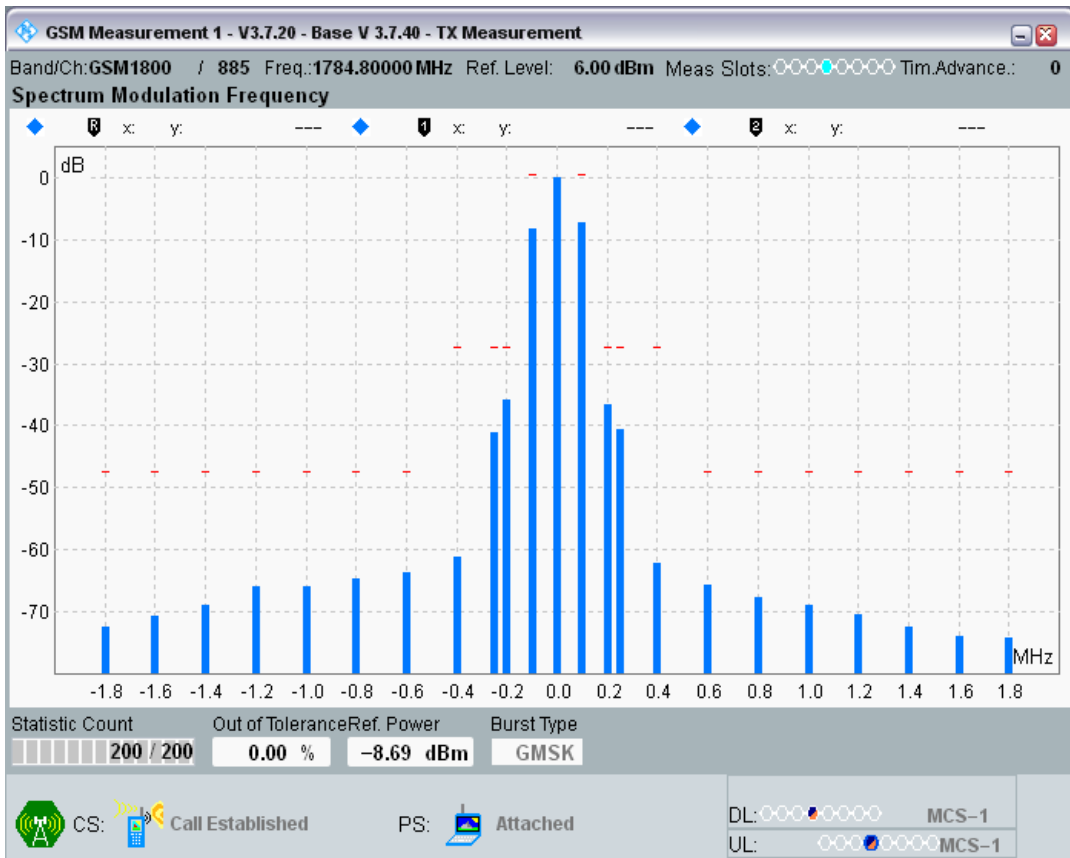 GSM Measurement 1 - V3.7.20 - Base V 3.7.40 - TX Measurement
Band/Ch:GSM1800 / 885 Freq.:1784.80000 MHz Ref. Level: 6.00 dBm Meas Slots: Tim.Advance.: 0
Spectrum Modulation Frequency
R x: y: --- 1 x: y: --- 2 x: y: ---
dB
0
-10
-20
-30
-40
-50
-60
-70
MHz
-1.8 -1.6 -1.4 -1.2 -1.0 -0.8 -0.6 -0.4 -0.2 0.0 0.2 0.4 0.6 0.8 1.0 1.2 1.4 1.6 1.8
Statistic Count Out of Tolerance Ref. Power Burst Type
200 / 200 0.00 % −8.69 dBm GMSK
CS: Call Established PS: Attached
DL: MCS−1
UL: MCS−1